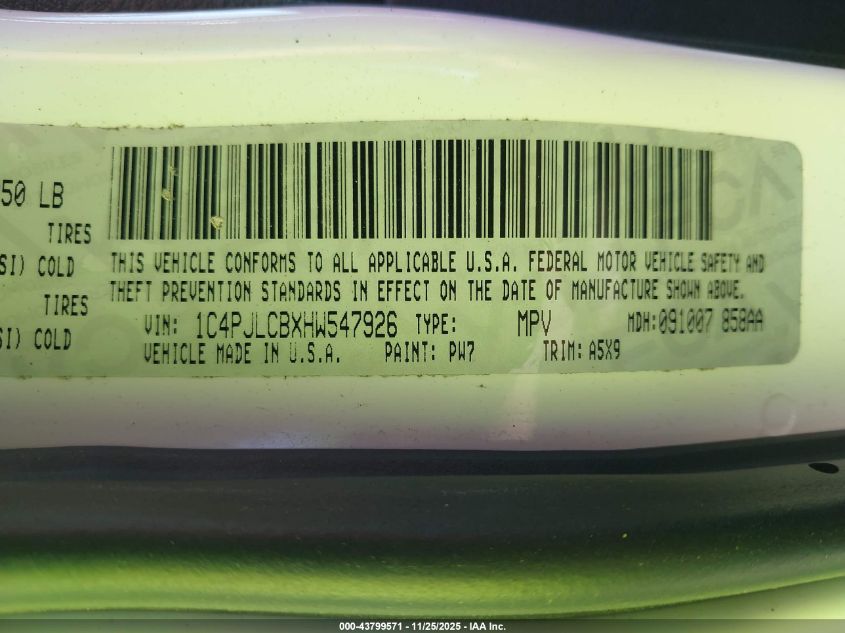 50 LB
TIRES
SI) COLD
TIRES
SI) COLD
THIS VEHICLE CONFORMS TO ALL APPLICABLE U.S.A. FEDERAL MOTOR VEHICLE SAFETY AND
THEFT PREVENTION STANDARDS IN EFFECT ON THE DATE OF MANUFACTURE SHOWN ABOVE.
VIN: 1C4PJLCBXHW547926 TYPE: MPV MDH:091007 858AA
VEHICLE MADE IN U.S.A. PAINT: PW7 TRIM: A5X9
000-43799571 — 11/25/2025 — IAA Inc.